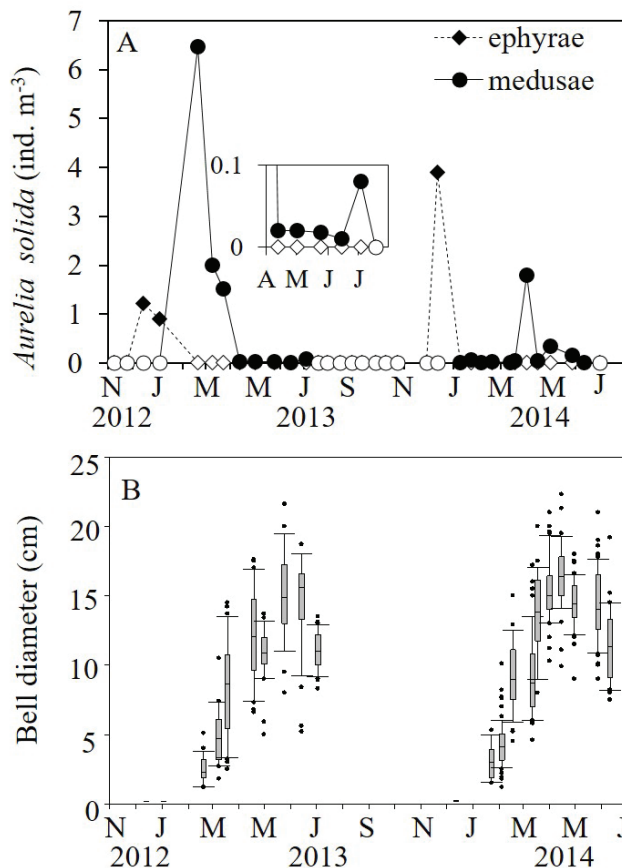 A
ephyrae
medusae
Aurelia solida (ind. m-3)
7
6
5
4
3
2
1
0
0.1
0
A M J J
N J M M J S N J M M J
2012 2013 2014
B
Bell diameter (cm)
25
20
15
10
5
0
N J M M J S N J M M J
2012 2013 2014